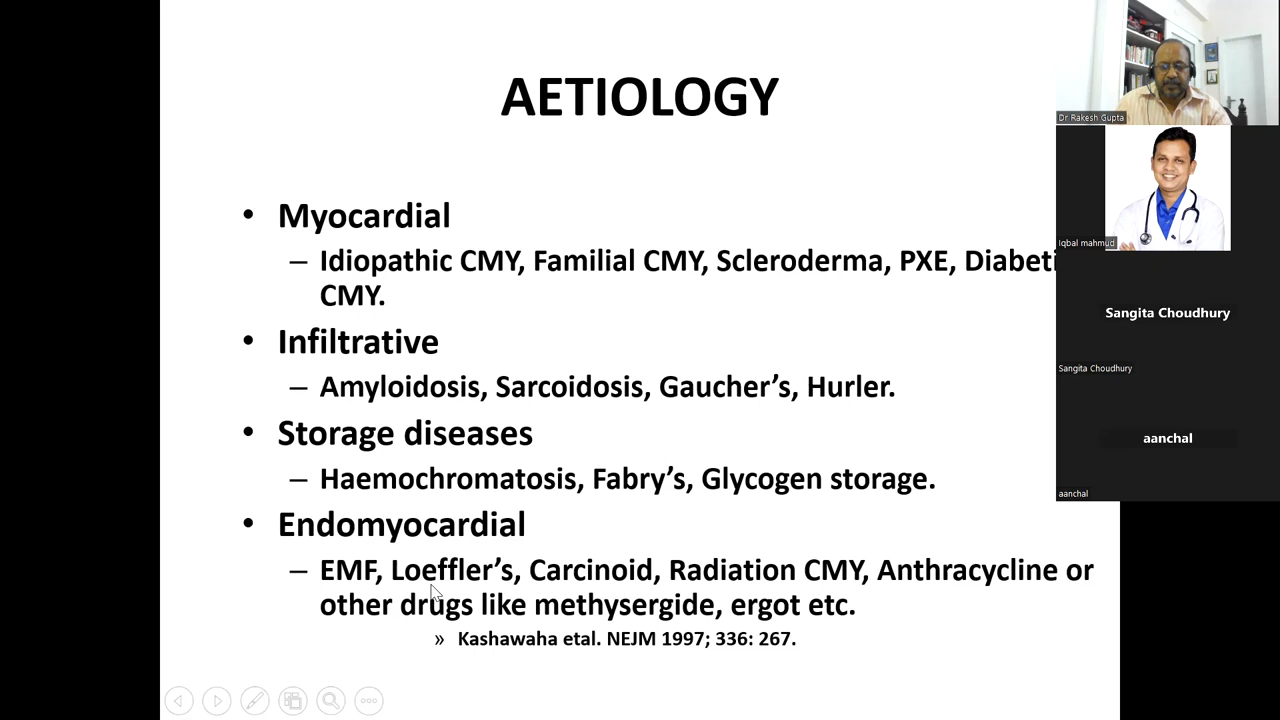 AETIOLOGY
• Myocardial
– Idiopathic CMY, Familial CMY, Scleroderma, PXE, Diabeti
CMY.
• Infiltrative
– Amyloidosis, Sarcoidosis, Gaucher’s, Hurler.
• Storage diseases
– Haemochromatosis, Fabry’s, Glycogen storage.
• Endomyocardial
– EMF, Loeffler’s, Carcinoid, Radiation CMY, Anthracycline or
other drugs like methysergide, ergot etc.
» Kashawaha etal. NEJM 1997; 336: 267.
Dr Rakesh Gupta
Iqbal mahmud
Sangita Choudhury
Sangita Choudhury
aanchal
aanchal